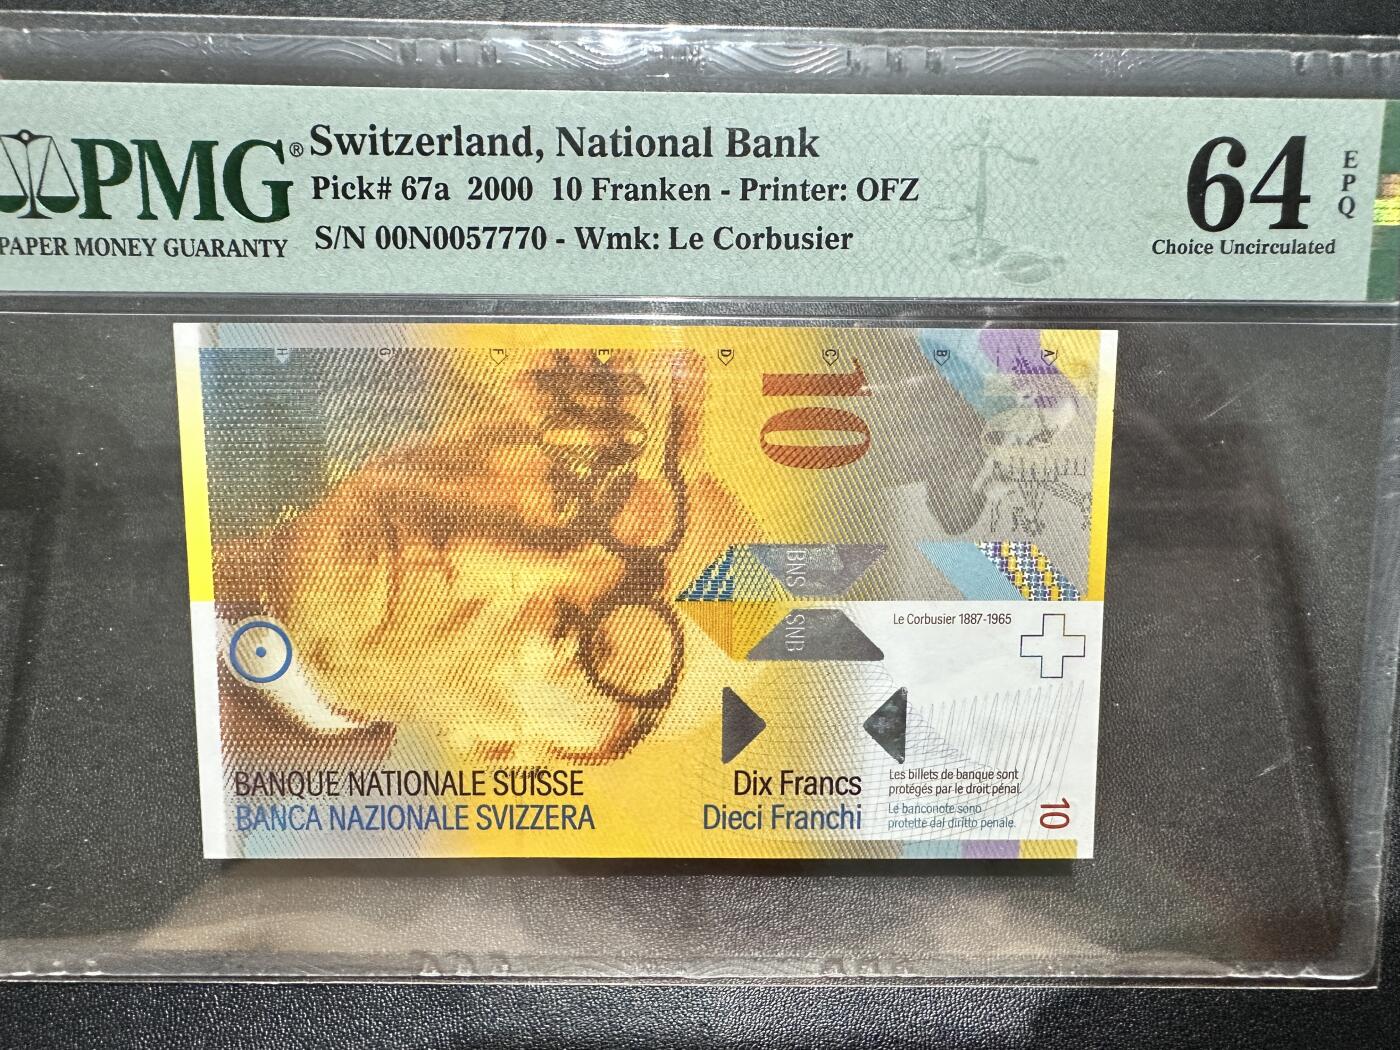 PMG®
PAPER MONEY GUARANTY
Switzerland, National Bank
Pick# 67a 2000 10 Franken - Printer: OFZ
S/N 00N0057770 - Wmk: Le Corbusier
64
EPQ
Choice Uncirculated
H G F E D C B A
10
BNS
SNB
Le Corbusier 1887-1965
BANQUE NATIONALE SUISSE
BANCA NAZIONALE SVIZZERA
Dix Francs
Dieci Franchi
Les billets de banque sont
protégés par le droit pénal.
Le banconote sono
protette dal diritto penale.
10